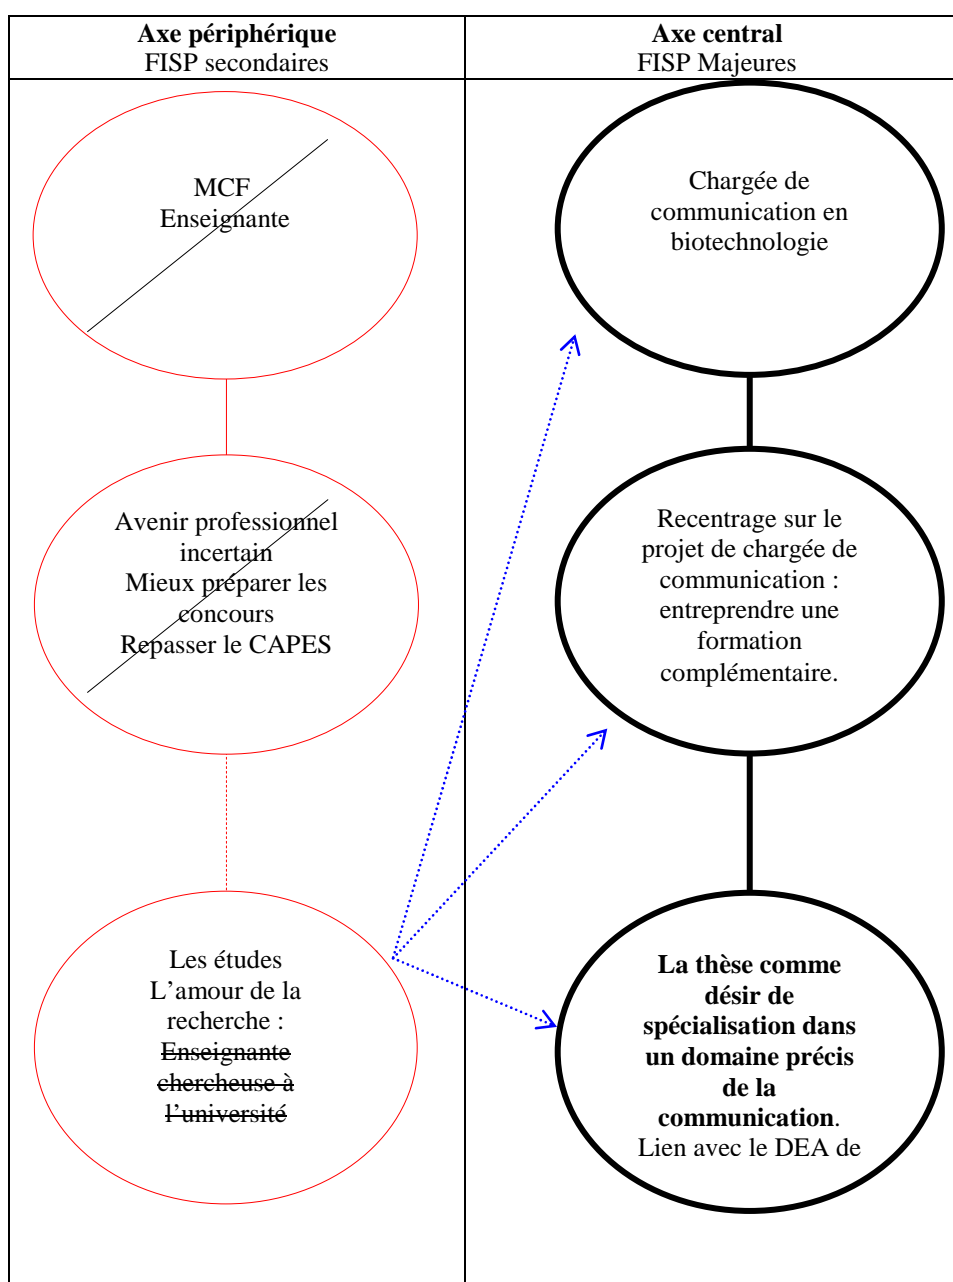 Axe périphérique
FISP secondaires
Axe central
FISP Majeures
MCF
Enseignante
Chargée de
communication en
biotechnologie
Avenir professionnel
incertain
Mieux préparer les
concours
Repasser le CAPES
Recentrage sur le
projet de chargée de
communication :
entreprendre une
formation
complémentaire.
Les études
L’amour de la
recherche :
Enseignante
chercheuse à
l’université
La thèse comme
désir de
spécialisation dans
un domaine précis
de la
communication.
Lien avec le DEA de